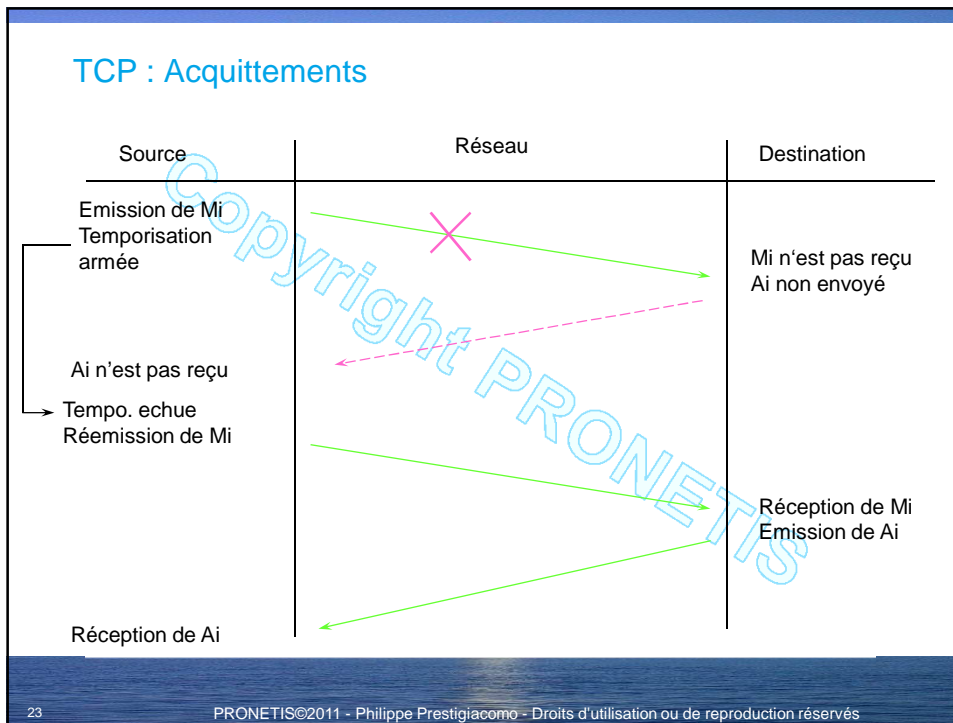 TCP : Acquittements
Source
Réseau
Destination
Emission de Mi
Temporisation
armée
Mi n‘est pas reçu
Ai non envoyé
Ai n’est pas reçu
Tempo. echue
Réemission de Mi
Réception de Mi
Emission de Ai
Réception de Ai
Copyright PRONETIS
23
PRONETIS©2011 - Philippe Prestigiacomo - Droits d'utilisation ou de reproduction réservés